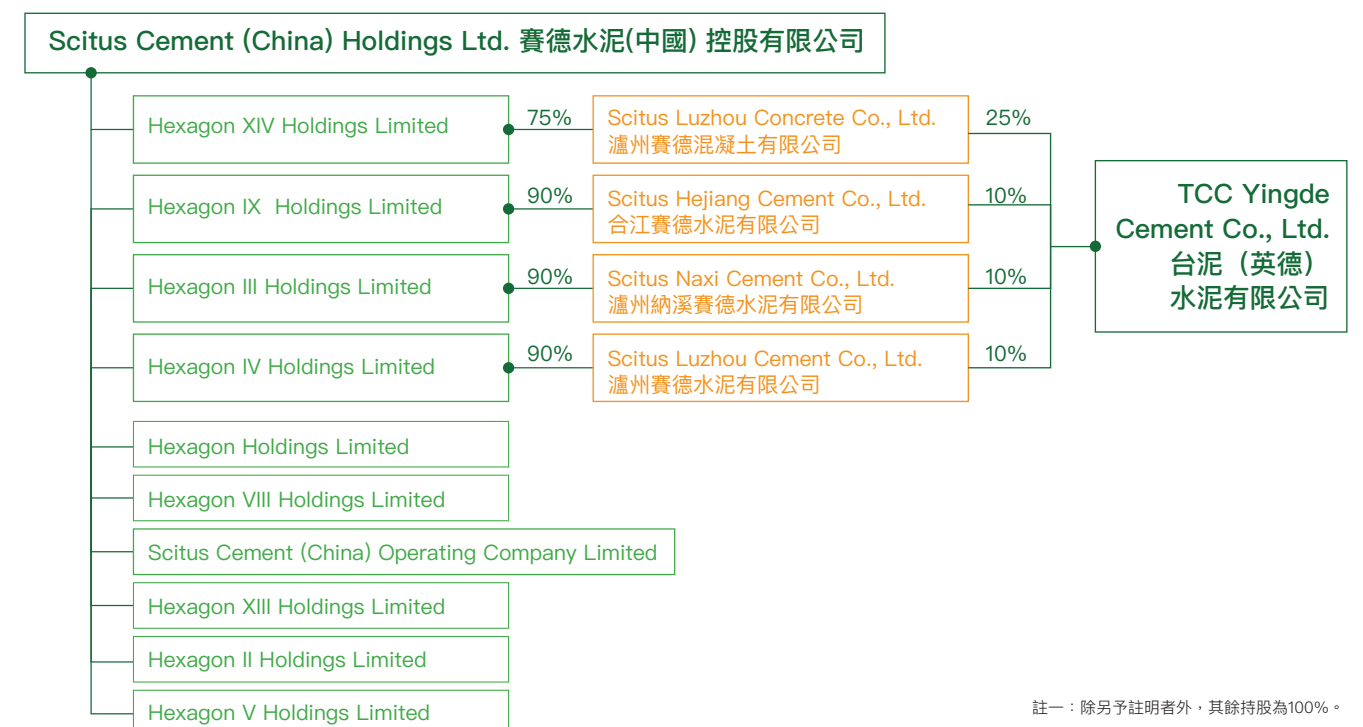 Scitus Cement (China) Holdings Ltd. 賽德水泥(中國) 控股有限公司
Hexagon XIV Holdings Limited
75%
Scitus Luzhou Concrete Co., Ltd.
瀘州賽德混凝土有限公司
25%
Hexagon IX Holdings Limited
90%
Scitus Hejiang Cement Co., Ltd.
合江賽德水泥有限公司
10%
Hexagon III Holdings Limited
90%
Scitus Naxi Cement Co., Ltd.
瀘州納溪賽德水泥有限公司
10%
Hexagon IV Holdings Limited
90%
Scitus Luzhou Cement Co., Ltd.
瀘州賽德水泥有限公司
10%
TCC Yingde
Cement Co., Ltd.
台泥（英德）
水泥有限公司
Hexagon Holdings Limited
Hexagon VIII Holdings Limited
Scitus Cement (China) Operating Company Limited
Hexagon XIII Holdings Limited
Hexagon II Holdings Limited
Hexagon V Holdings Limited
註一：除另予註明者外，其餘持股為100%。